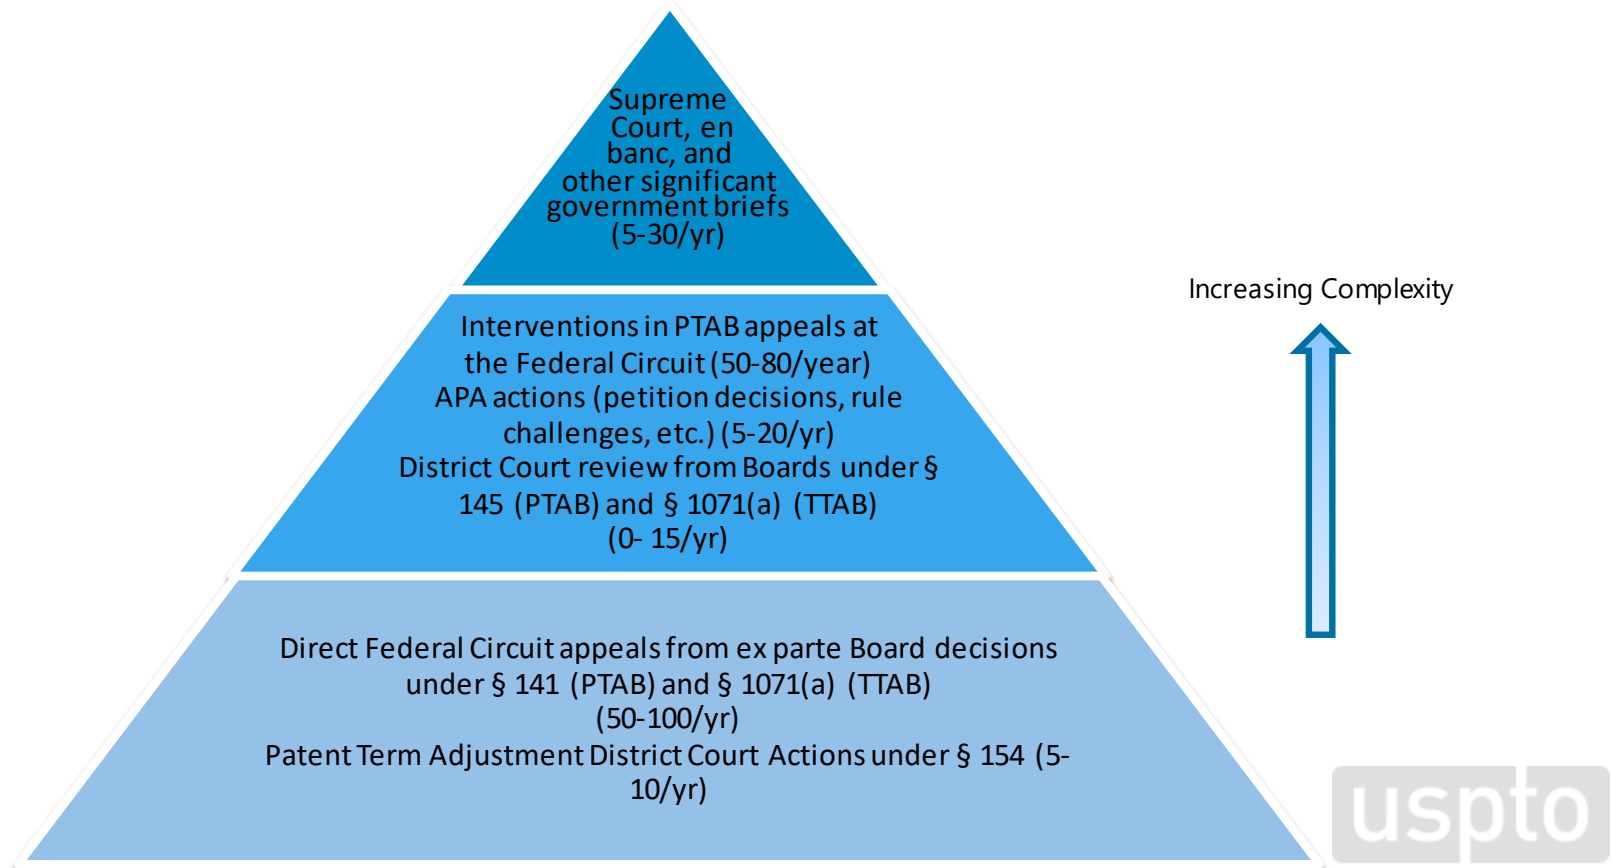 Supreme
Court, en
banc, and
other significant
government briefs
(5-30/yr)
Increasing Complexity
Interventions in PTAB appeals at
the Federal Circuit (50-80/year)
APA actions (petition decisions, rule
challenges, etc.) (5-20/yr)
District Court review from Boards under §
145 (PTAB) and § 1071(a) (TTAB)
(0- 15/yr)
Direct Federal Circuit appeals from ex parte Board decisions
under § 141 (PTAB) and § 1071(a) (TTAB)
(50-100/yr)
Patent Term Adjustment District Court Actions under § 154 (5-
10/yr)
uspto